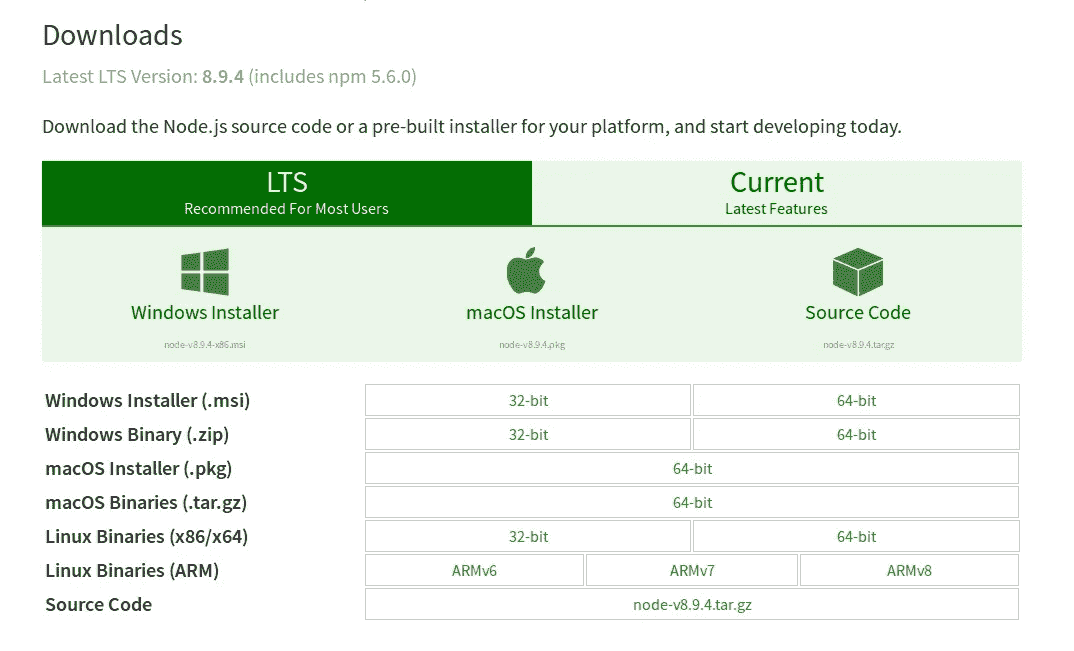 Downloads
Latest LTS Version: 8.9.4 (includes npm 5.6.0)
Download the Node.js source code or a pre-built installer for your platform, and start developing today.
LTS
Recommended For Most Users
Current
Latest Features
Windows Installer
node-v8.9.4-x86.msi
macOS Installer
node-v8.9.4.pkg
Source Code
node-v8.9.4.tar.gz
Windows Installer (.msi) 32-bit 64-bit
Windows Binary (.zip) 32-bit 64-bit
macOS Installer (.pkg) 64-bit
macOS Binaries (.tar.gz) 64-bit
Linux Binaries (x86/x64) 32-bit 64-bit
Linux Binaries (ARM) ARMv6 ARMv7 ARMv8
Source Code node-v8.9.4.tar.gz